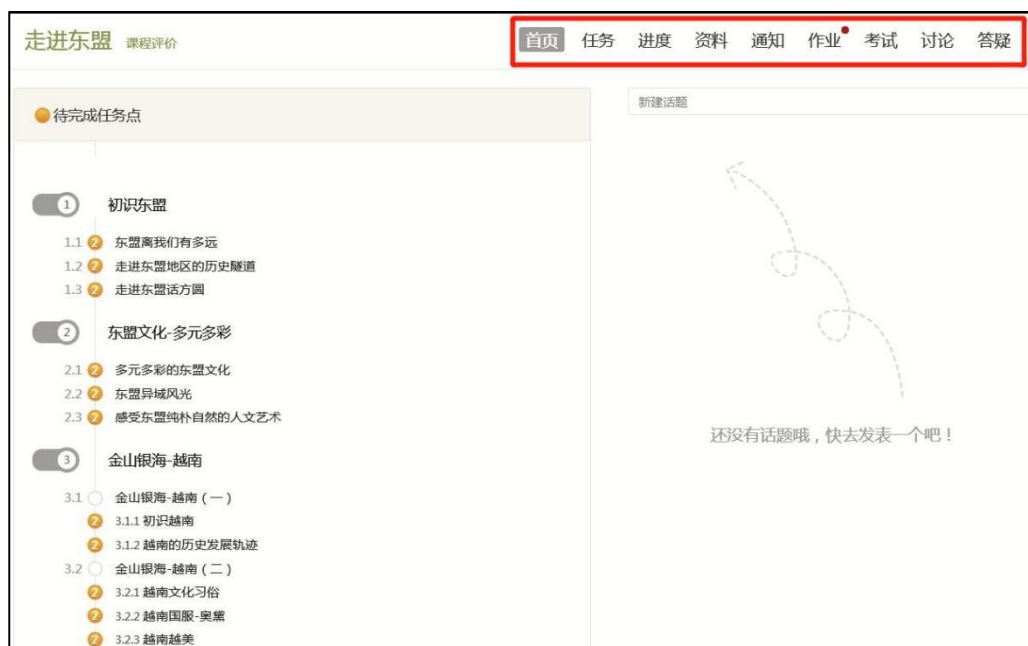 走进东盟 课程评价 首页 任务 进度 资料 通知 作业 考试 讨论 答疑
待完成任务点
新建话题
1 初识东盟
1.1 2 东盟离我们有多远
1.2 2 走进东盟地区的历史隧道
1.3 2 走进东盟话方圆
2 东盟文化-多元多彩
2.1 2 多元多彩的东盟文化
2.2 2 东盟异域风光
2.3 2 感受东盟纯朴自然的人文艺术
还没有话题哦,快去发表一个吧!
3 金山银海-越南
3.1 金山银海-越南(一)
2 3.1.1 初识越南
2 3.1.2 越南的历史发展轨迹
3.2 金山银海-越南(二)
2 3.2.1 越南文化习俗
2 3.2.2 越南国服-奥黛
2 3.2.3 越南越美